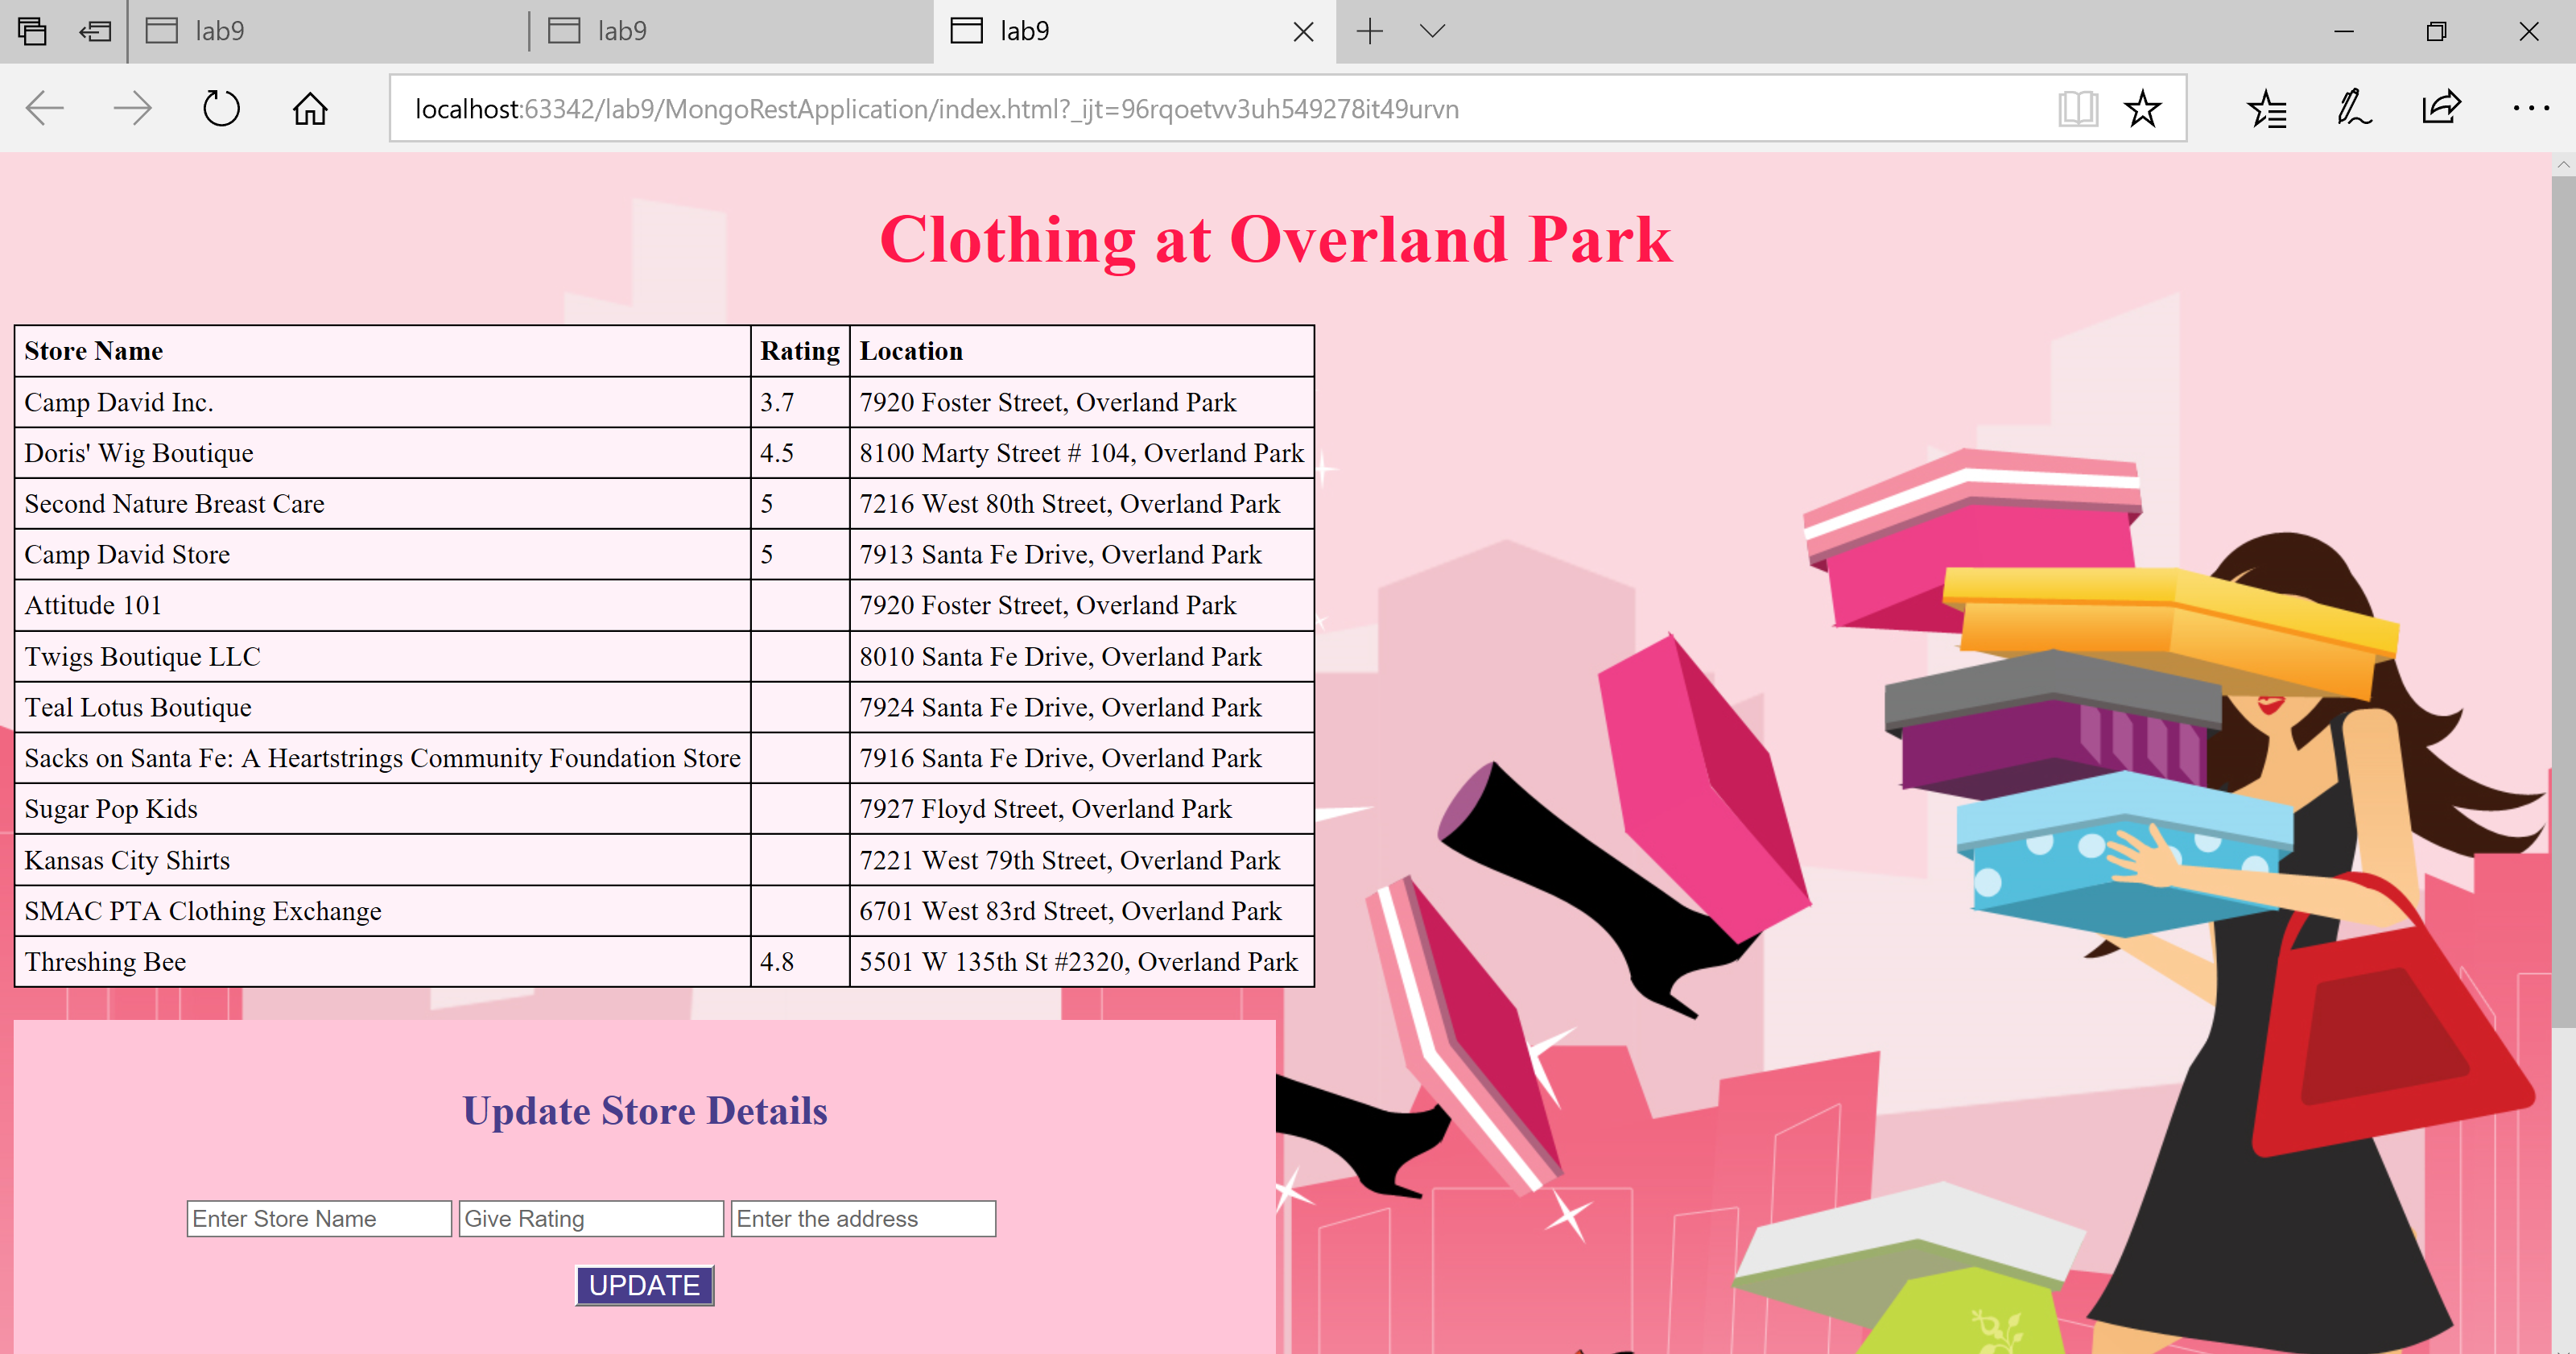 lab9
lab9
lab9
localhost:63342/lab9/MongoRestApplication/index.html?_ijt=96rqoetvv3uh549278it49urvn
Clothing at Overland Park
Store Name Rating Location
Camp David Inc. 3.7 7920 Foster Street, Overland Park
Doris' Wig Boutique 4.5 8100 Marty Street # 104, Overland Park
Second Nature Breast Care 5 7216 West 80th Street, Overland Park
Camp David Store 5 7913 Santa Fe Drive, Overland Park
Attitude 101 7920 Foster Street, Overland Park
Twigs Boutique LLC 8010 Santa Fe Drive, Overland Park
Teal Lotus Boutique 7924 Santa Fe Drive, Overland Park
Sacks on Santa Fe: A Heartstrings Community Foundation Store 7916 Santa Fe Drive, Overland Park
Sugar Pop Kids 7927 Floyd Street, Overland Park
Kansas City Shirts 7221 West 79th Street, Overland Park
SMAC PTA Clothing Exchange 6701 West 83rd Street, Overland Park
Threshing Bee 4.8 5501 W 135th St #2320, Overland Park
Update Store Details
Enter Store Name Give Rating Enter the address
UPDATE